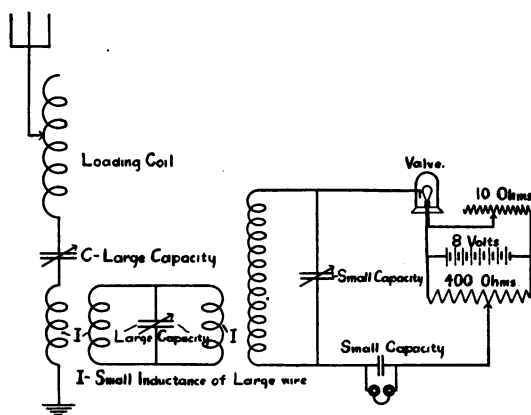 Loading Coil
C-Large Capacity
I
Large Capacity
I
I- Small Inductance of Large wire
Valve.
10 Ohms
8 Volts
400 Ohms
Small Capacity
Small Capacity